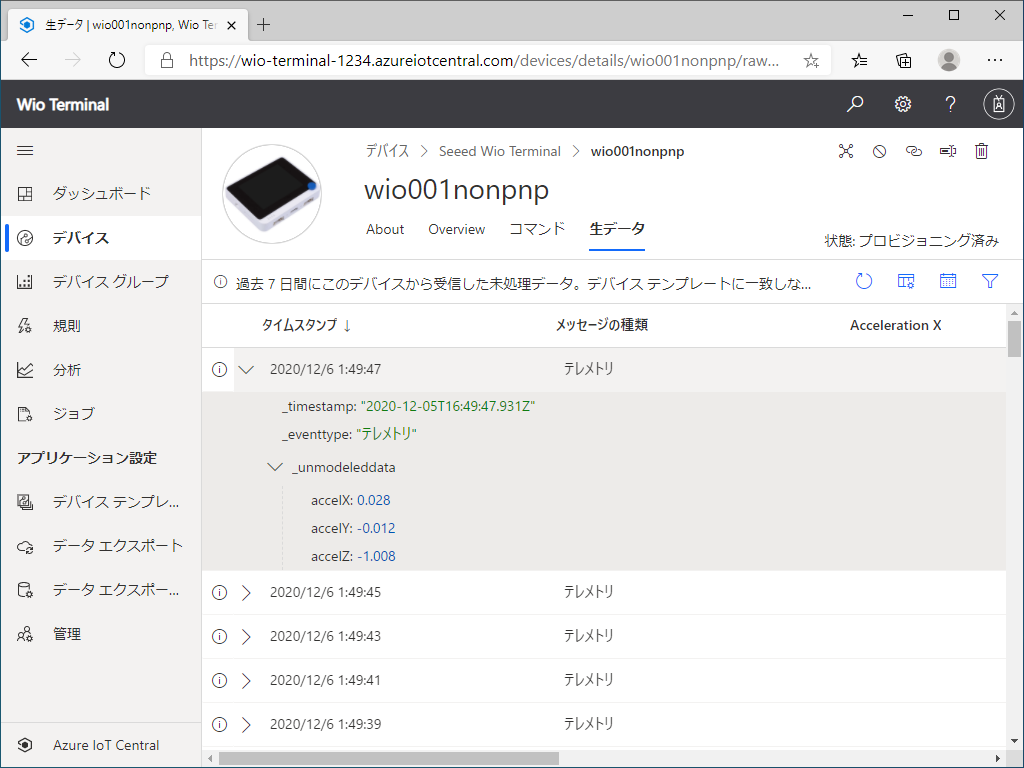 生データ | wio001nonpnp, Wio Ter
https://wio-terminal-1234.azureiotcentral.com/devices/details/wio001nonpnp/raw...
Wio Terminal
ダッシュボード
デバイス
デバイス グループ
規則
分析
ジョブ
アプリケーション設定
デバイス テンプレ...
データ エクスポート
データ エクスポー...
管理
Azure IoT Central
デバイス > Seeed Wio Terminal > wio001nonpnp
wio001nonpnp
About Overview コマンド 生データ
状態: プロビジョニング済み
過去 7 日間にこのデバイスから受信した未処理データ。デバイス テンプレートに一致しな...
タイムスタンプ ↓ メッセージの種類 Acceleration X
2020/12/6 1:49:47 テレメトリ
_timestamp: "2020-12-05T16:49:47.931Z"
_eventtype: "テレメトリ"
_unmodeleddata
accelX: 0.028
accelY: -0.012
accelZ: -1.008
2020/12/6 1:49:45 テレメトリ
2020/12/6 1:49:43 テレメトリ
2020/12/6 1:49:41 テレメトリ
2020/12/6 1:49:39 テレメトリ